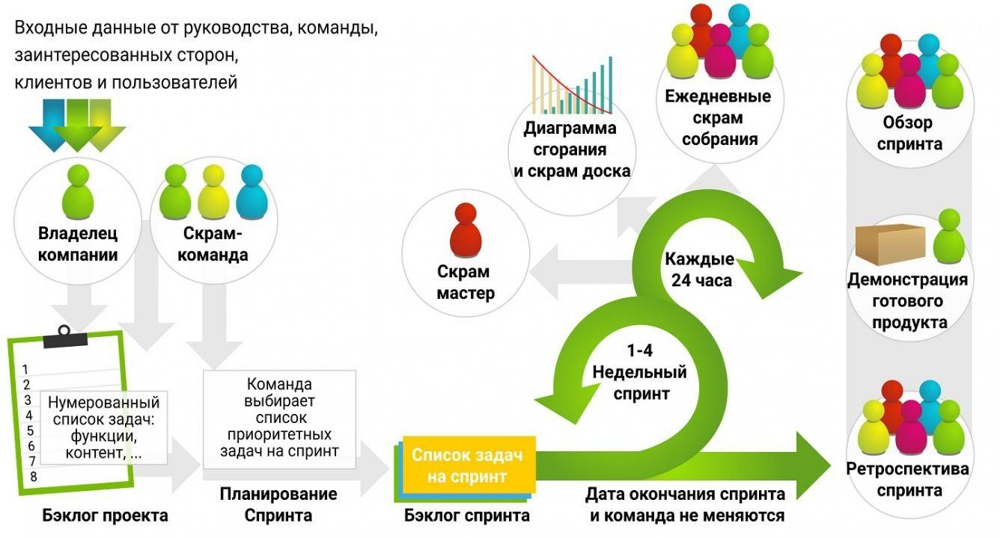 Входные данные от руководства, команды,
заинтересованных сторон,
клиентов и пользователей
Владелец
компании
Скрам-
команда
1
2
3
4
5
6
7
8
Нумерованный
список задач:
функции,
контент, ...
Бэклог проекта
Команда
выбирает
список
приоритетных
задач на спринт
Планирование
Спринта
Список задач
на спринт
Бэклог спринта
Скрам
мастер
Диаграмма
сгорания
и скрам доска
Ежедневные
скрам
собрания
Каждые
24 часа
1-4
Недельный
спринт
Дата окончания спринта
и команда не меняются
Обзор
спринта
Демонстрация
готового
продукта
Ретроспектива
спринта